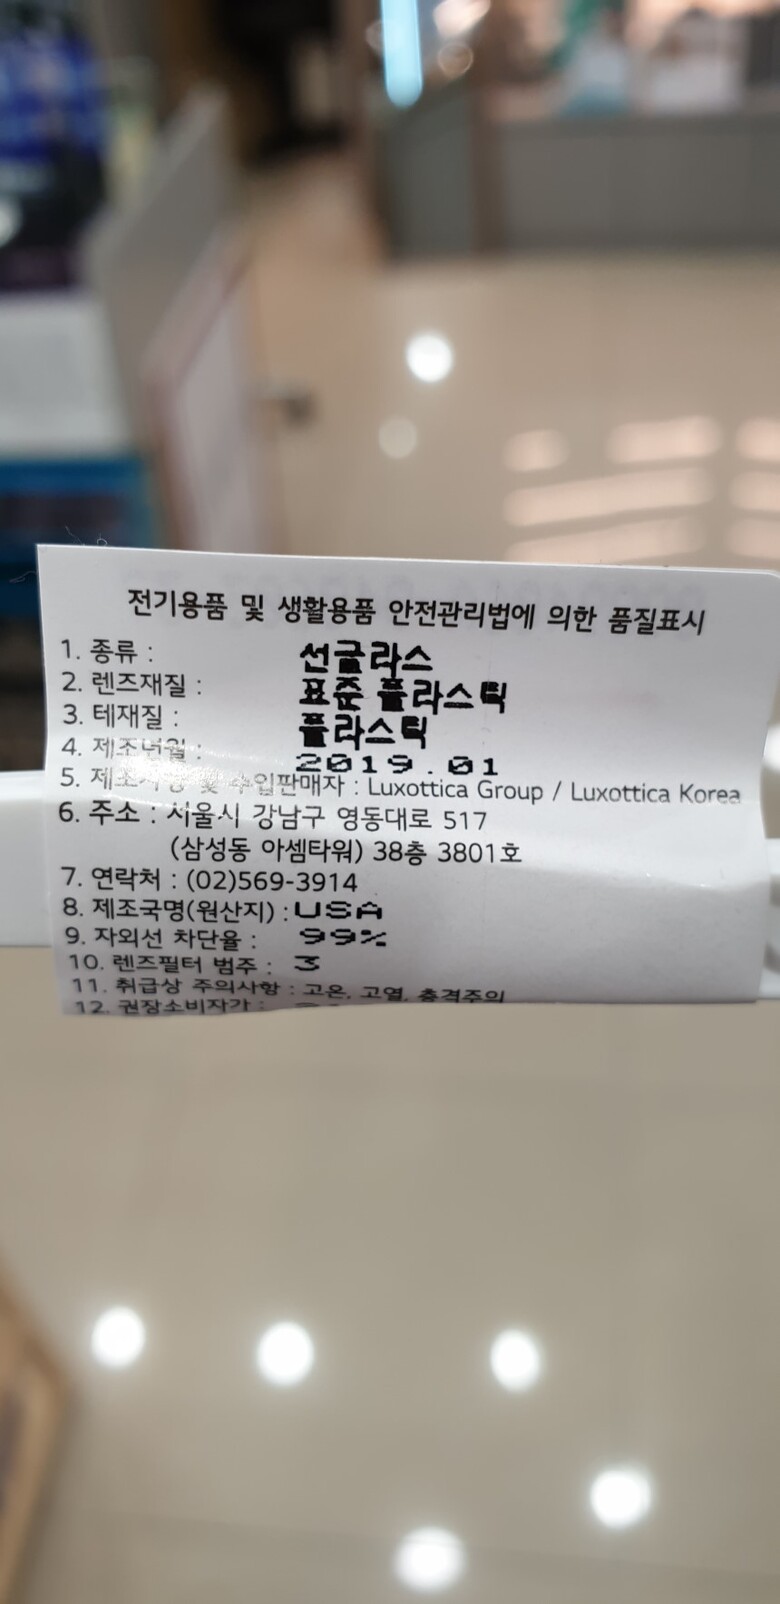 전기용품 및 생활용품 안전관리법에 의한 품질표시
1. 종류 : 선글라스
2. 렌즈재질 : 표준 플라스틱
3. 테재질 : 플라스틱
4. 제조년월 : 2019.01
5. 제조자명 및 수입판매자 : Luxottica Group / Luxottica Korea
6. 주소 : 서울시 강남구 영동대로 517
(삼성동 아셈타워) 38층 3801호
7. 연락처 : (02)569-3914
8. 제조국명(원산지) : USA
9. 자외선 차단율 : 99%
10. 렌즈필터 범주 : 3
11. 취급상 주의사항 : 고온, 고열, 충격주의
12. 권장소비자가 :